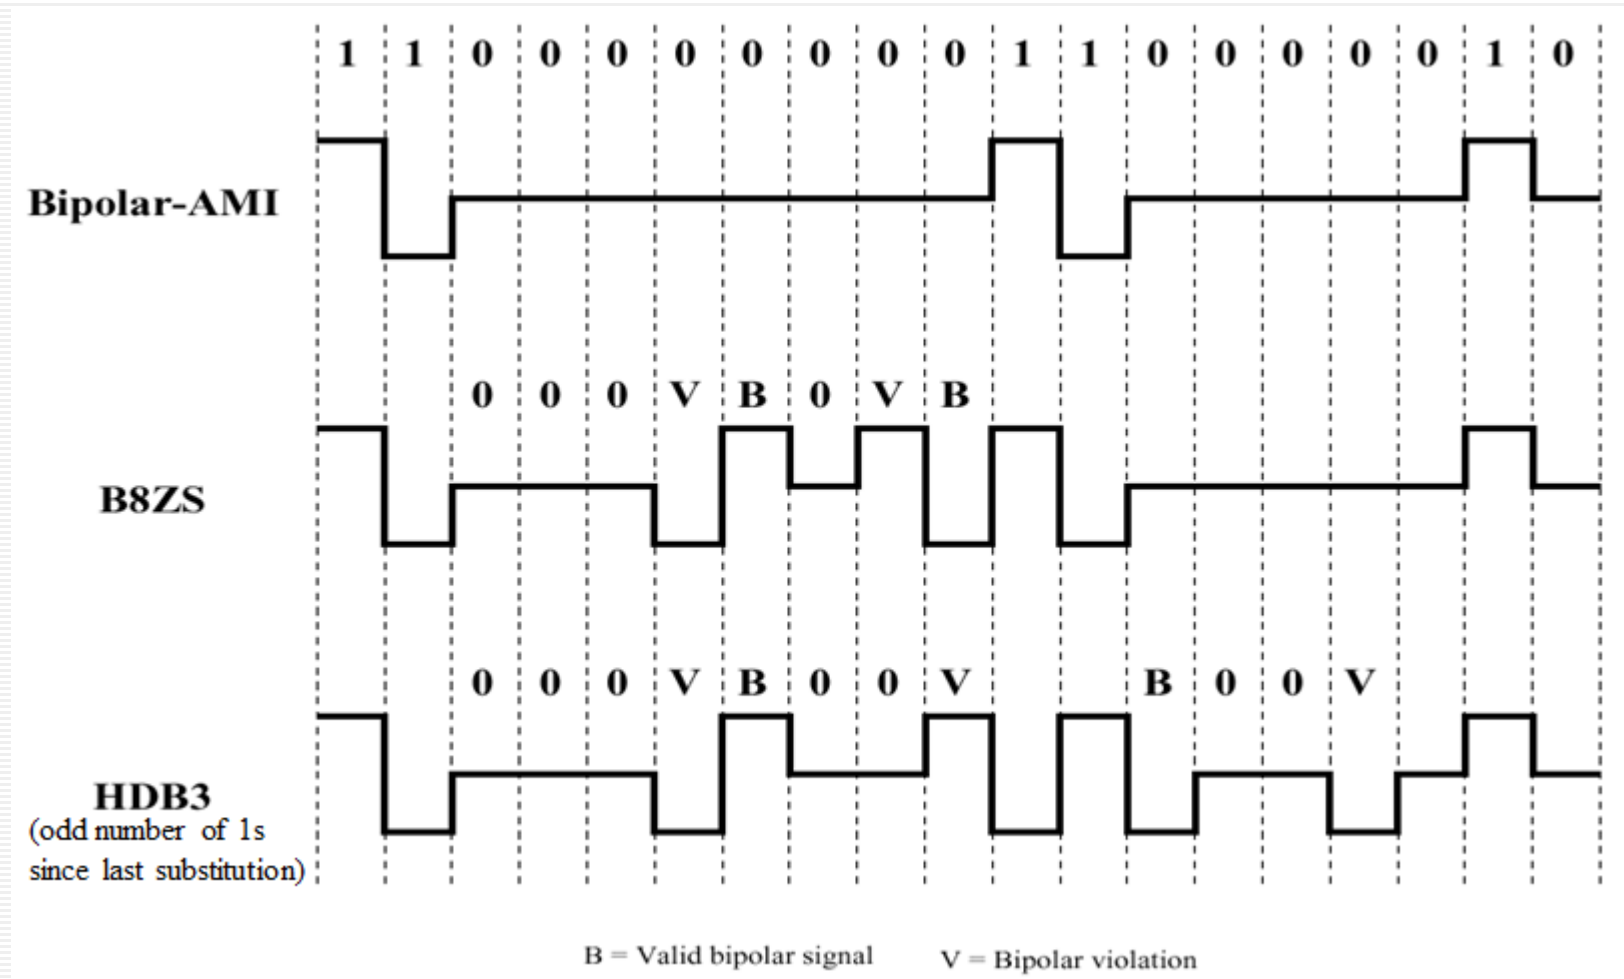 1 1 0 0 0 0 0 0 0 0 1 1 0 0 0 0 0 1 0
Bipolar-AMI
0 0 0 V B 0 V B
B8ZS
0 0 0 V B 0 0 V B 0 0 V
HDB3
(odd number of 1s
since last substitution)
B = Valid bipolar signal V = Bipolar violation